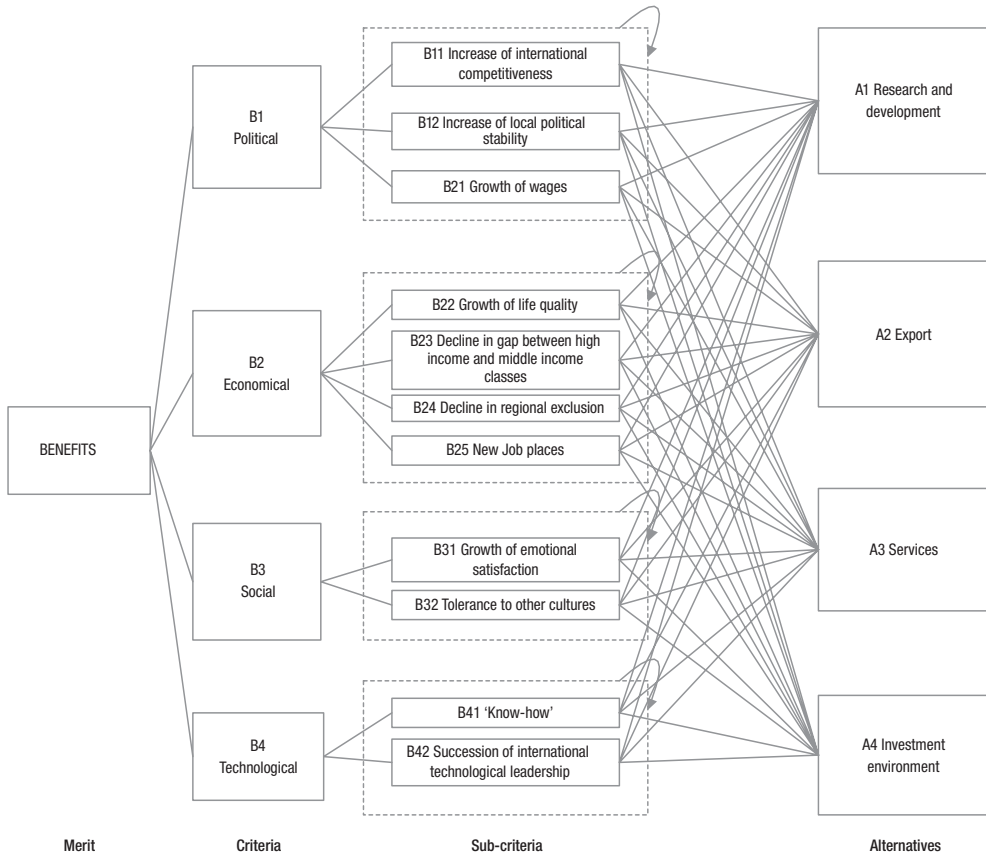 BENEFITS
B1
Political
B2
Economical
B3
Social
B4
Technological
B11 Increase of international
competitiveness
B12 Increase of local political
stability
B21 Growth of wages
B22 Growth of life quality
B23 Decline in gap between high
income and middle income
classes
B24 Decline in regional exclusion
B25 New Job places
B31 Growth of emotional
satisfaction
B32 Tolerance to other cultures
B41 'Know-how'
B42 Succession of international
technological leadership
A1 Research and
development
A2 Export
A3 Services
A4 Investment
environment
Merit
Criteria
Sub-criteria
Alternatives